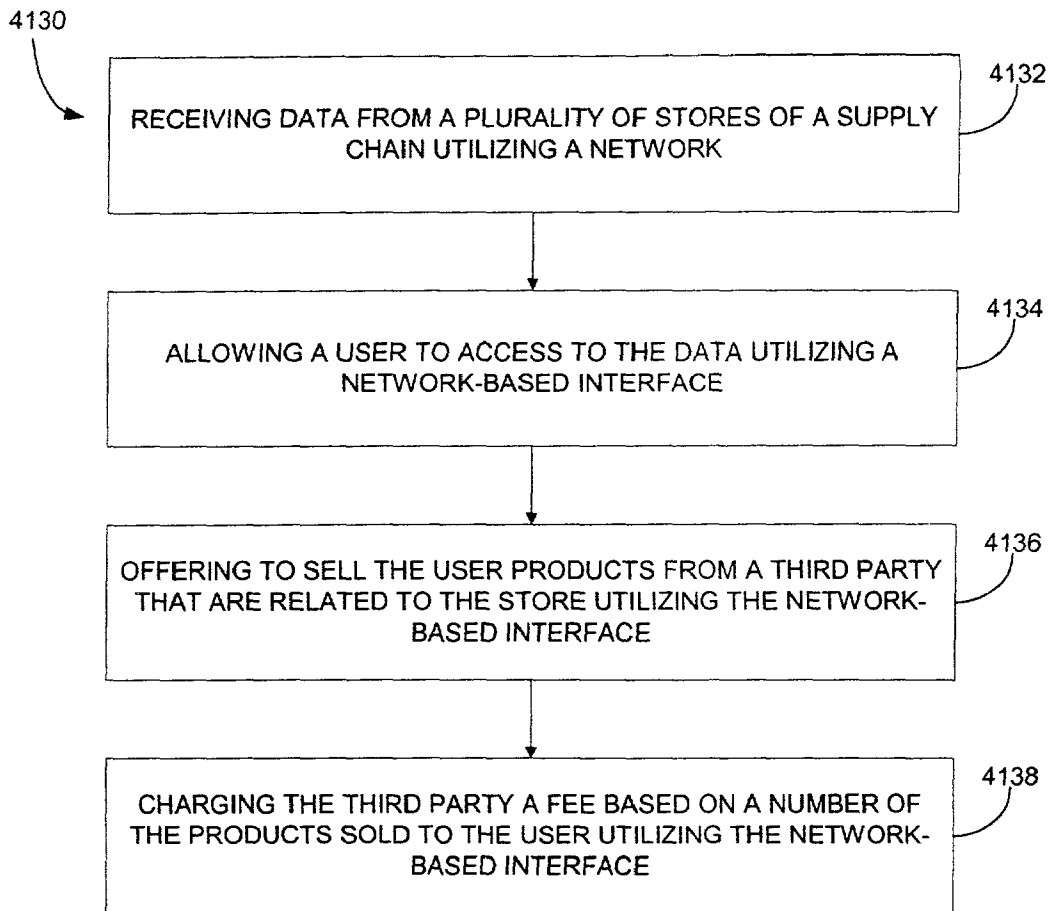 4130
4132
RECEIVING DATA FROM A PLURALITY OF STORES OF A SUPPLY
CHAIN UTILIZING A NETWORK
4134
ALLOWING A USER TO ACCESS TO THE DATA UTILIZING A
NETWORK-BASED INTERFACE
4136
OFFERING TO SELL THE USER PRODUCTS FROM A THIRD PARTY
THAT ARE RELATED TO THE STORE UTILIZING THE NETWORK-
BASED INTERFACE
4138
CHARGING THE THIRD PARTY A FEE BASED ON A NUMBER OF
THE PRODUCTS SOLD TO THE USER UTILIZING THE NETWORK-
BASED INTERFACE